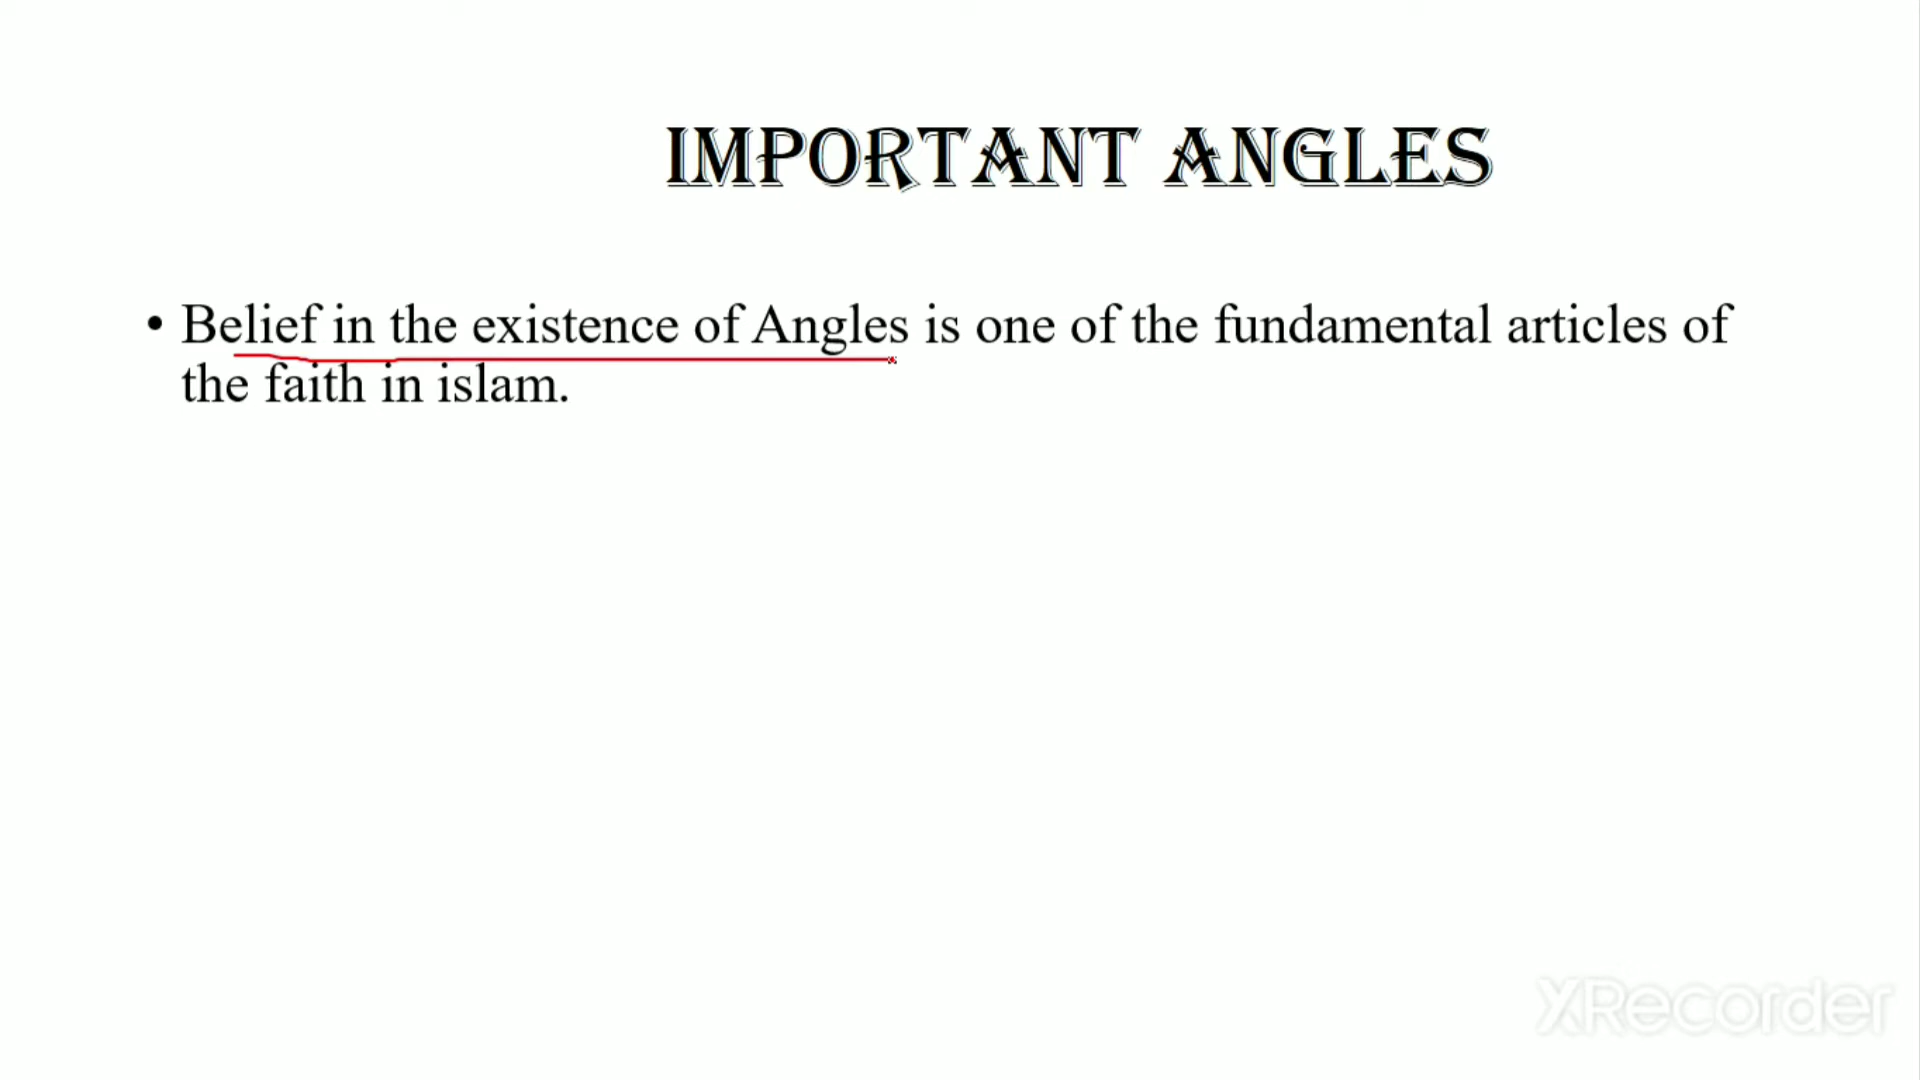 IMPORTANT ANGLES
• Belief in the existence of Angles is one of the fundamental articles of
the faith in islam.
XRecorder